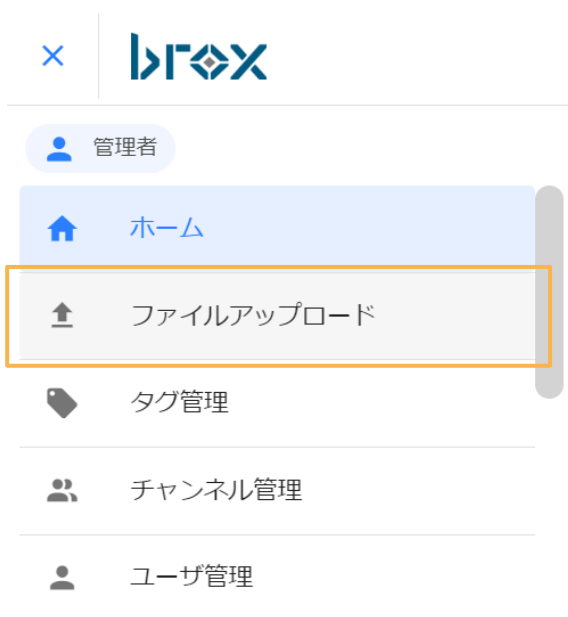 brox
管理者
ホーム
ファイルアップロード
タグ管理
チャンネル管理
ユーザ管理